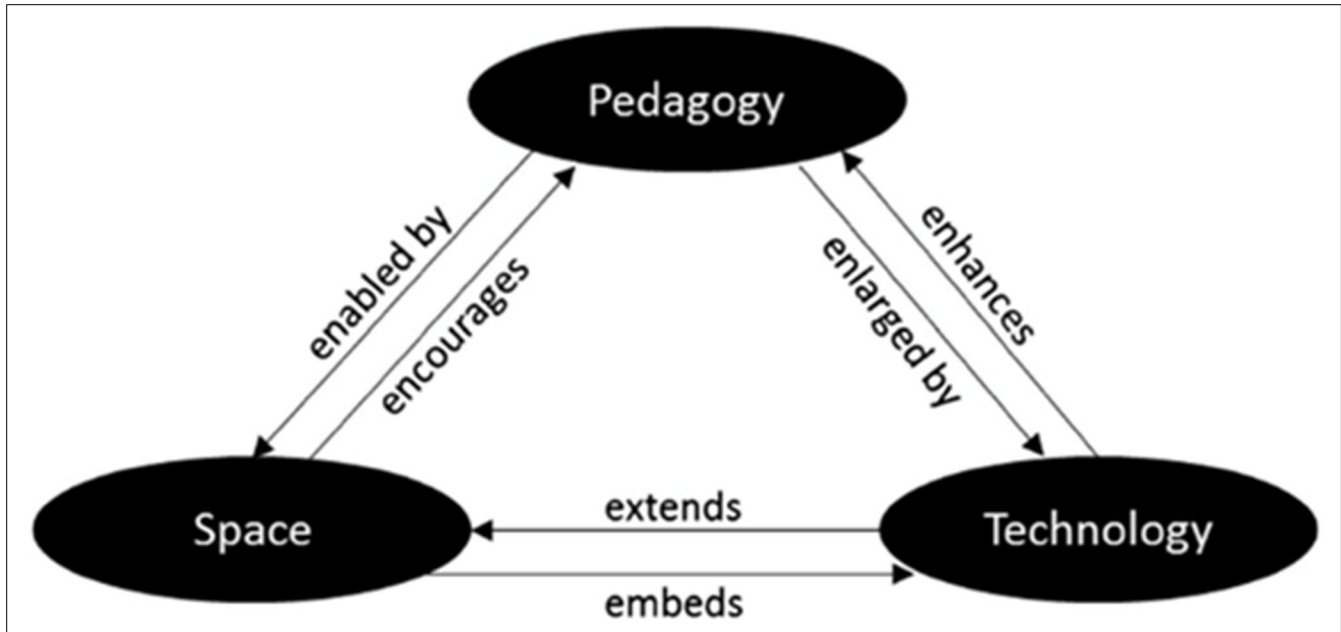 Pedagogy
enabled by
encourages
enlarged by
enhances
Space
extends
embeds
Technology